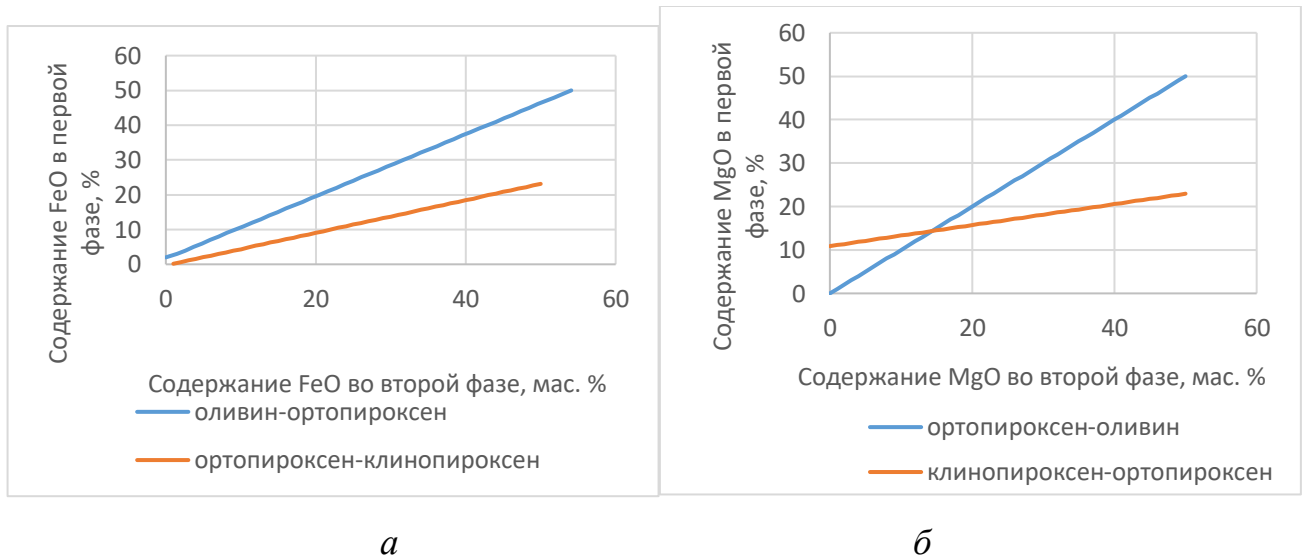 Содержание FeO в первой
фазе, %
60
50
40
30
20
10
0
0 20 40 60
Содержание FeO во второй фазе, мас. %
оливин-ортопироксен
ортопироксен-клинопироксен
а
Содержание MgO в первой
фазе, %
60
50
40
30
20
10
0
0 20 40 60
Содержание MgO во второй фазе, мас. %
ортопироксен-оливин
клинопироксен-ортопироксен
б